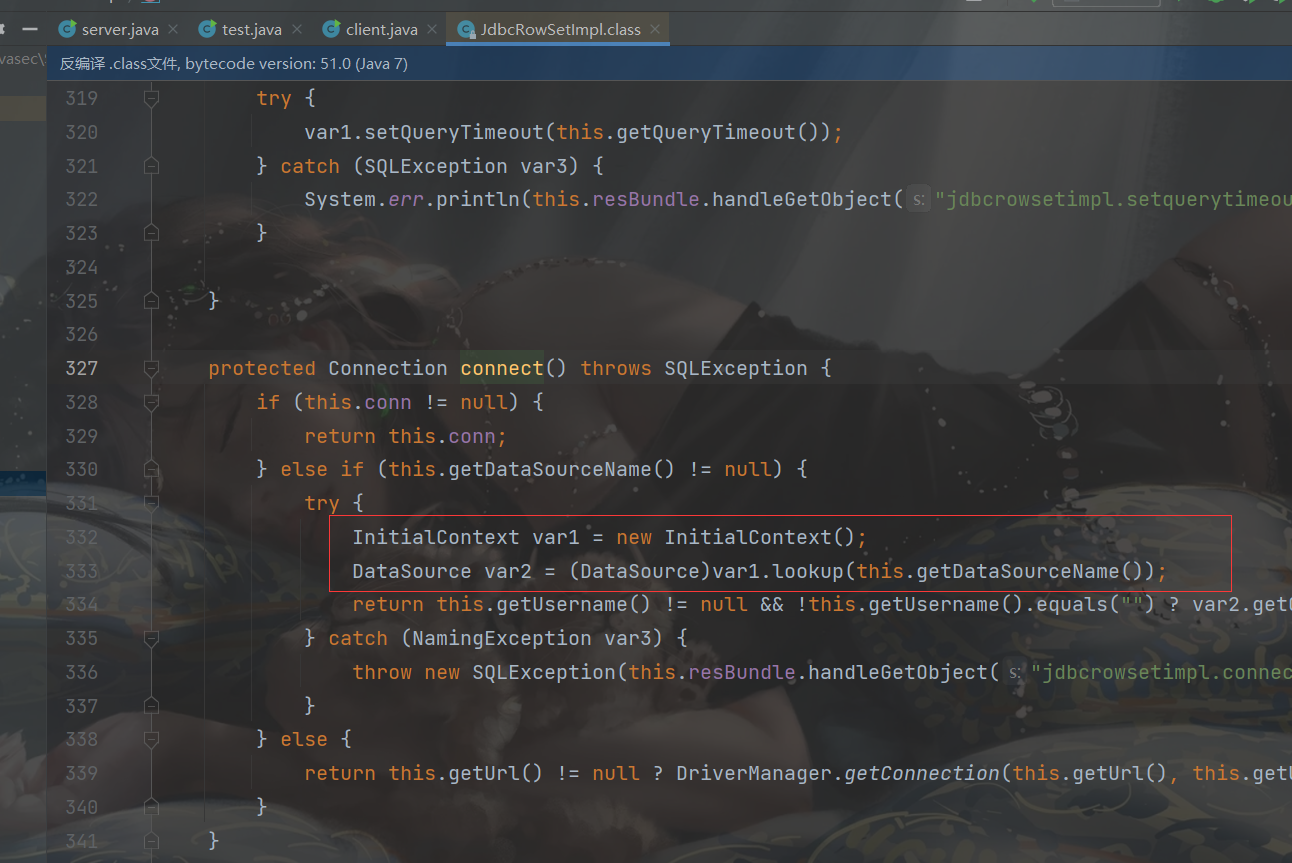 server.java test.java client.java JdbcRowSetImpl.class
vasec\
反编译 .class文件, bytecode version: 51.0 (Java 7)
319 try {
320 var1.setQueryTimeout(this.getQueryTimeout());
321 } catch (SQLException var3) {
322 System.err.println(this.resBundle.handleGetObject( s: "jdbcrowsetimpl.setquerytimeou
323 }
324
325 }
326
327 protected Connection connect() throws SQLException {
328 if (this.conn != null) {
329 return this.conn;
330 } else if (this.getDataSourceName() != null) {
331 try {
332 InitialContext var1 = new InitialContext();
333 DataSource var2 = (DataSource)var1.lookup(this.getDataSourceName());
334 return this.getUsername() != null && !this.getUsername().equals("") ? var2.get
335 } catch (NamingException var3) {
336 throw new SQLException(this.resBundle.handleGetObject( s: "jdbcrowsetimpl.connec
337 }
338 } else {
339 return this.getUrl() != null ? DriverManager.getConnection(this.getUrl(), this.get
340 }
341 }